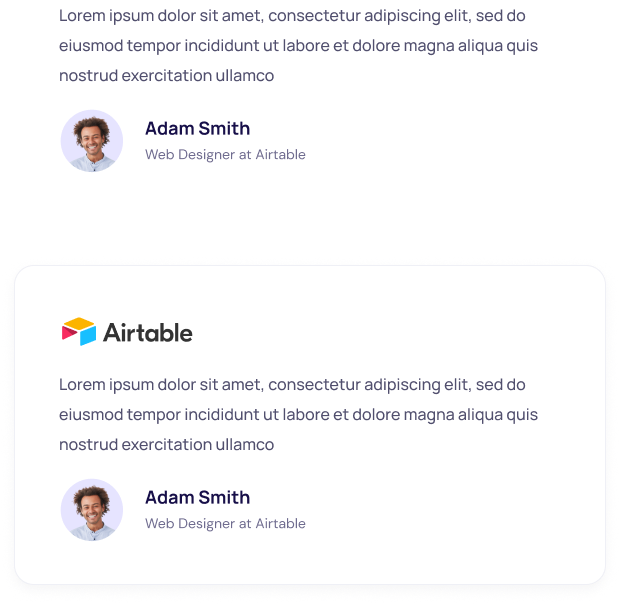 Lorem ipsum dolor sit amet, consectetur adipiscing elit, sed do
eiusmod tempor incididunt ut labore et dolore magna aliqua quis
nostrud exercitation ullamco
Adam Smith
Web Designer at Airtable
Airtable
Lorem ipsum dolor sit amet, consectetur adipiscing elit, sed do
eiusmod tempor incididunt ut labore et dolore magna aliqua quis
nostrud exercitation ullamco
Adam Smith
Web Designer at Airtable